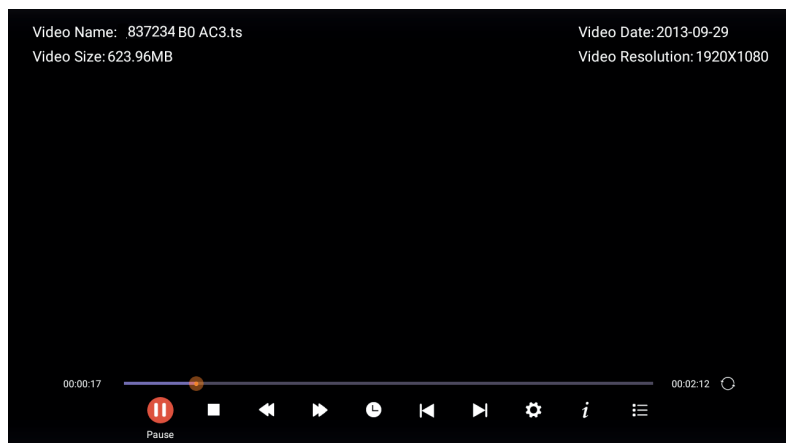 Video Name: 837234 B0 AC3.ts
Video Date: 2013-09-29
Video Size: 623.96MB
Video Resolution: 1920X1080
00:00:17
00:02:12
Pause